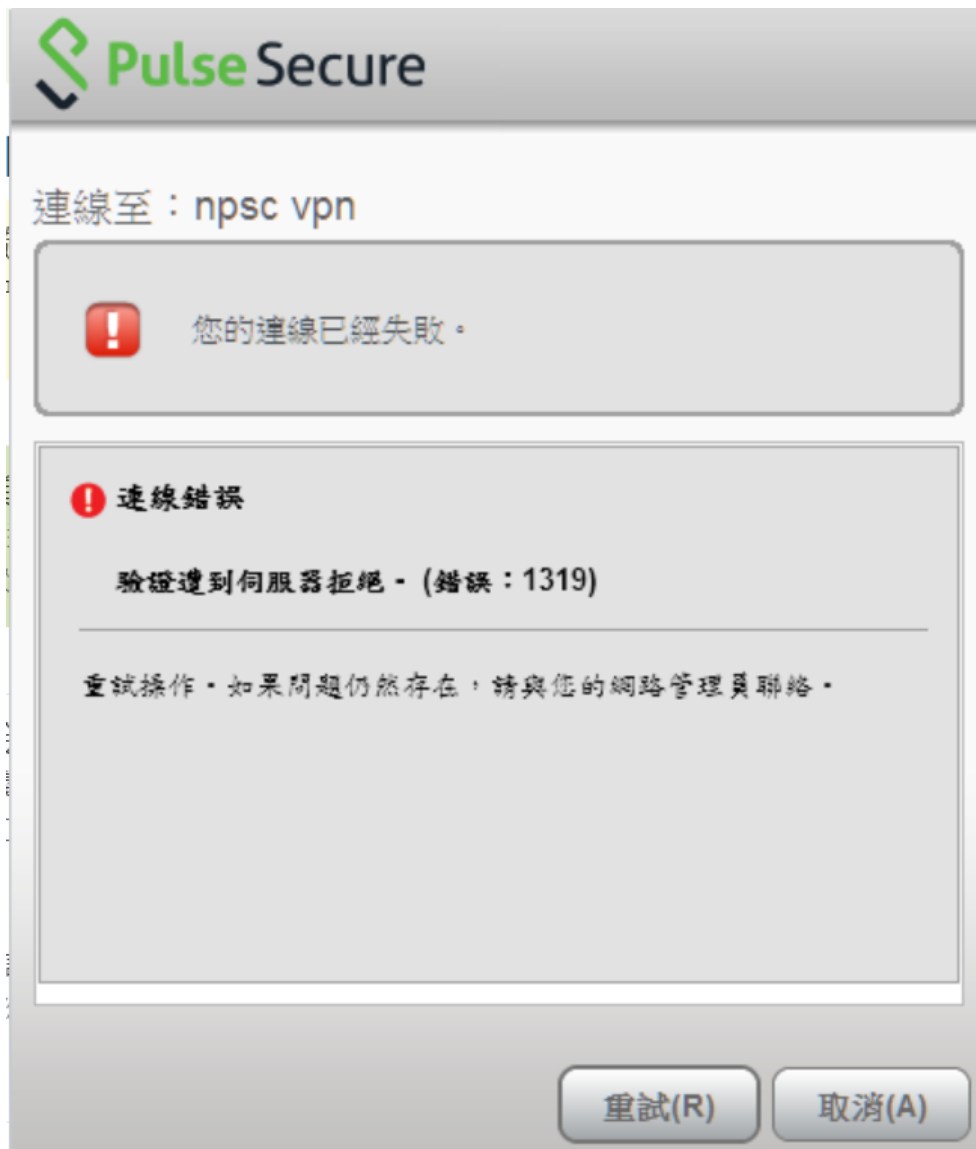 Pulse Secure
連線至：npsc vpn
您的連線已經失敗。
連線錯誤
驗證遭到伺服器拒絕。(錯誤：1319)
重試操作。如果問題仍然存在，請與您的網路管理員聯絡。
重試(R)
取消(A)